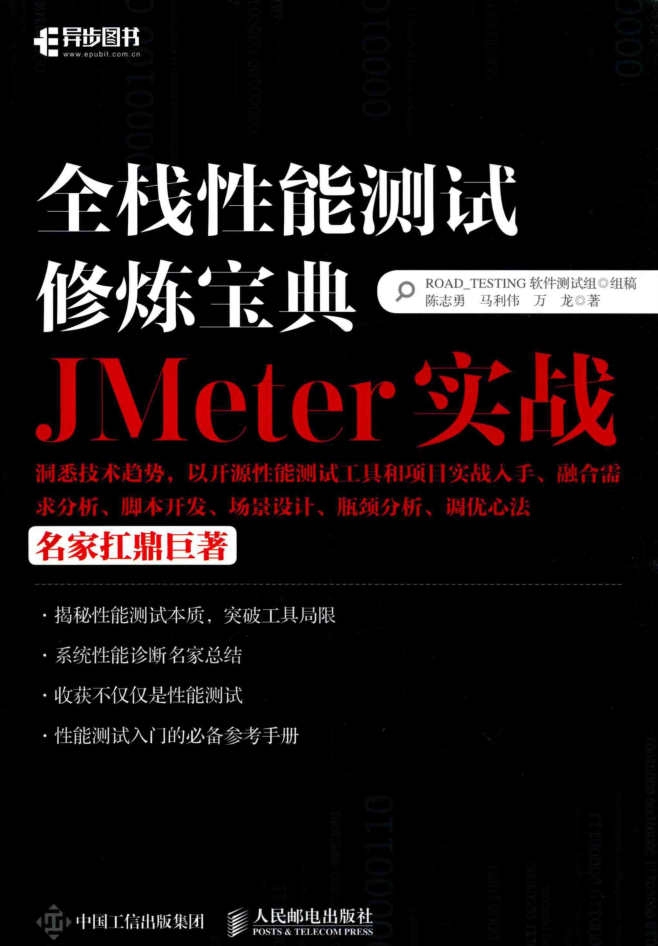 异步图书
www.epubit.com.cn
全栈性能测试
修炼宝典
ROAD_TESTING 软件测试组◎组稿
陈志勇 马利伟 万 龙◎著
JMeter 实战
洞悉技术趋势，以开源性能测试工具和项目实战入手、融合需
求分析、脚本开发、场景设计、瓶颈分析、调优心法
名家扛鼎巨著
· 揭秘性能测试本质，突破工具局限
· 系统性能诊断名家总结
· 收获不仅仅是性能测试
· 性能测试入门的必备参考手册
中国工信出版集团
人民邮电出版社
POSTS & TELECOM PRESS